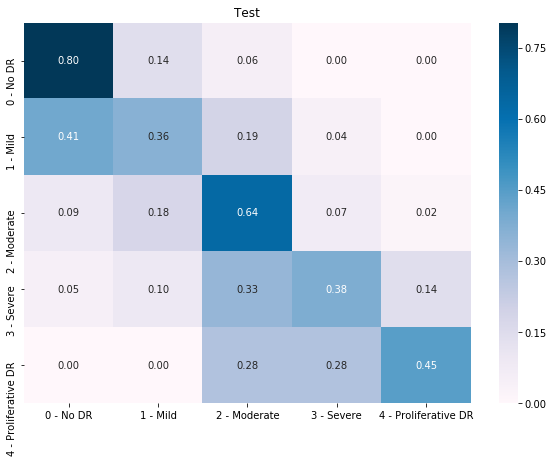 Test
0 - No DR
0.80 0.14 0.06 0.00 0.00
1 - Mild
0.41 0.36 0.19 0.04 0.00
2 - Moderate
0.09 0.18 0.64 0.07 0.02
3 - Severe
0.05 0.10 0.33 0.38 0.14
4 - Proliferative DR
0.00 0.00 0.28 0.28 0.45
0 - No DR 1 - Mild 2 - Moderate 3 - Severe 4 - Proliferative DR
0.75
0.60
0.45
0.30
0.15
0.00